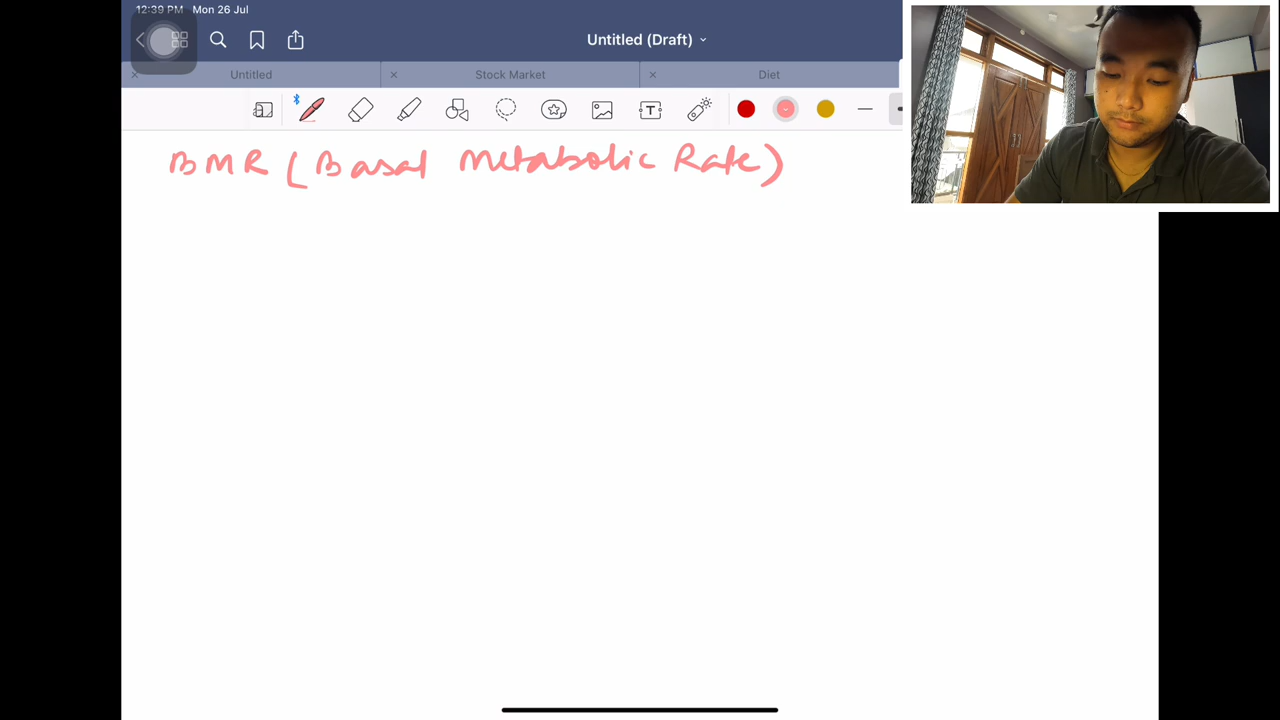 12:39 PM Mon 26 Jul
Untitled (Draft)
Untitled Stock Market Diet
T
BMR (Basal Metabolic Rate)